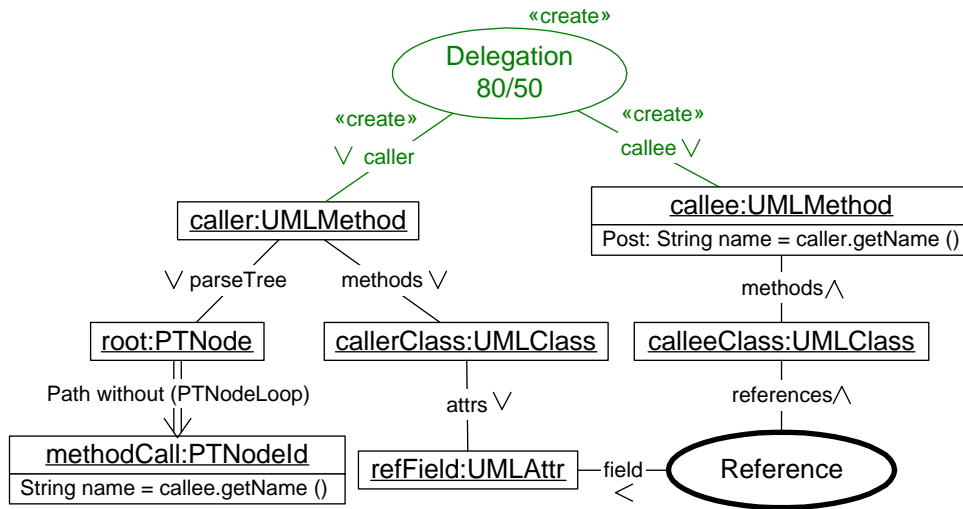 «create»
Delegation
80/50
«create»
caller
«create»
callee
caller:UMLMethod
callee:UMLMethod
Post: String name = caller.getName ()
parseTree
methods
methods
root:PTNode
callerClass:UMLClass
calleeClass:UMLClass
Path without (PTNodeLoop)
attrs
references
methodCall:PTNodeId
String name = callee.getName ()
refField:UMLAttr
field
Reference